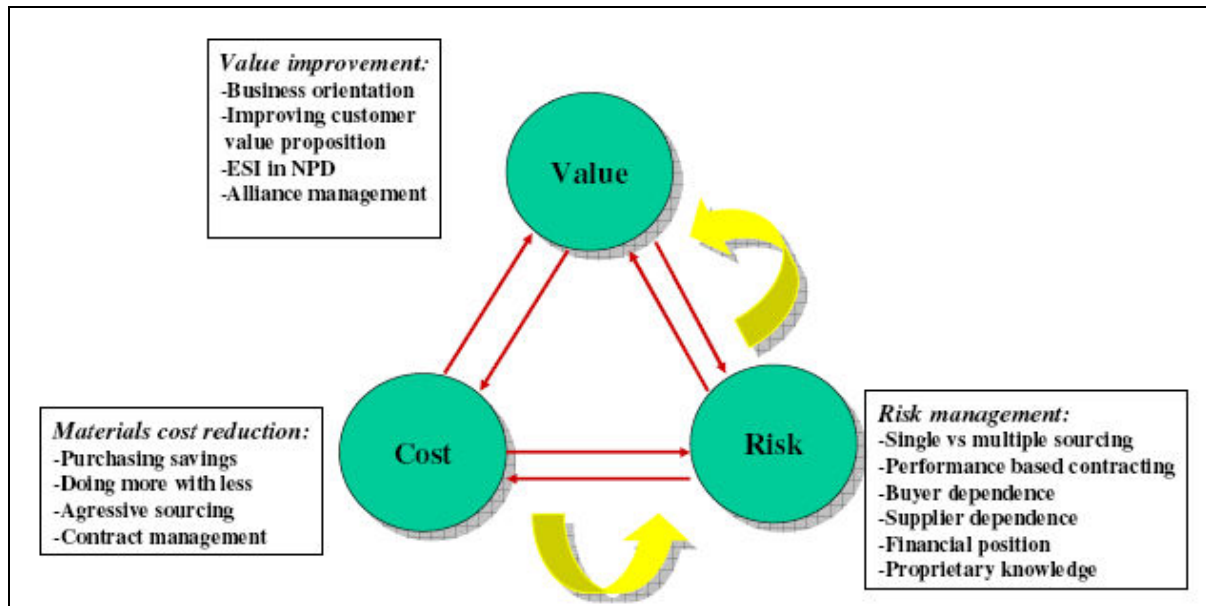 Value improvement:
-Business orientation
-Improving customer
value proposition
-ESI in NPD
-Alliance management
Value
Cost
Risk
Materials cost reduction:
-Purchasing savings
-Doing more with less
-Agressive sourcing
-Contract management
Risk management:
-Single vs multiple sourcing
-Performance based contracting
-Buyer dependence
-Supplier dependence
-Financial position
-Proprietary knowledge